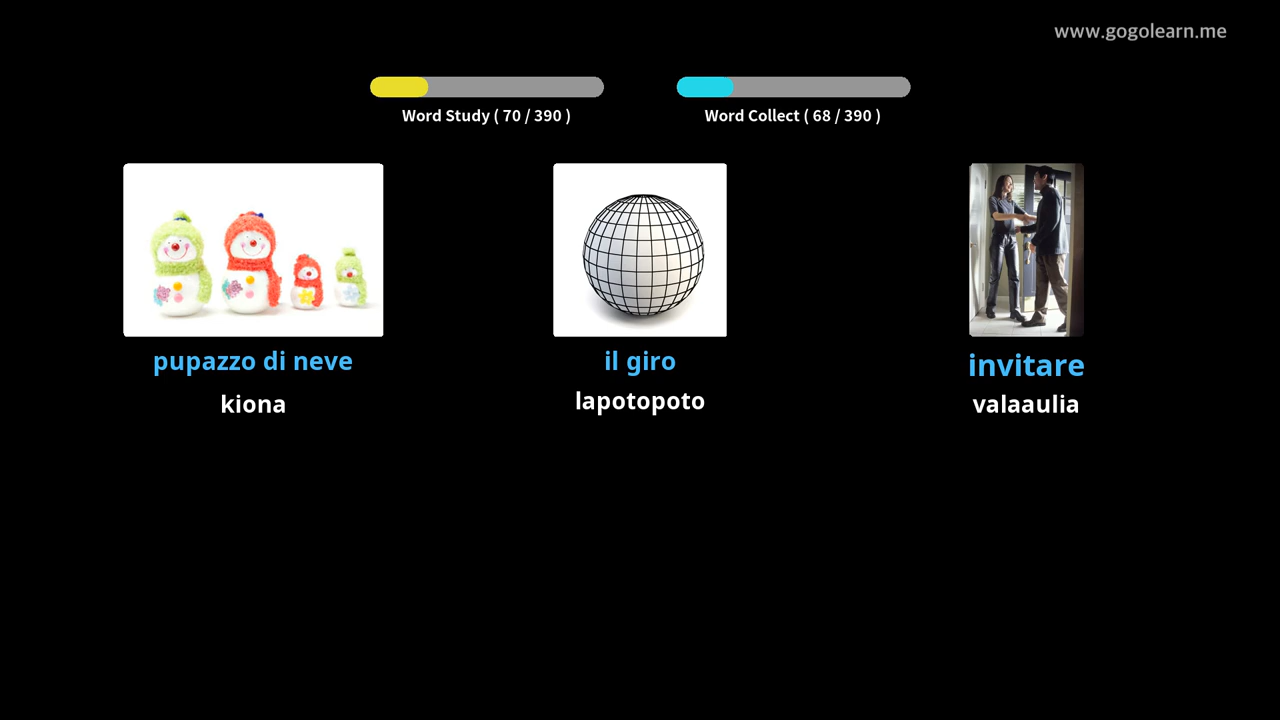 www.gogolearn.me
Word Study ( 70 / 390 )
Word Collect ( 68 / 390 )
pupazzo di neve
il giro
invitare
kiona
lapotopoto
valaaulia